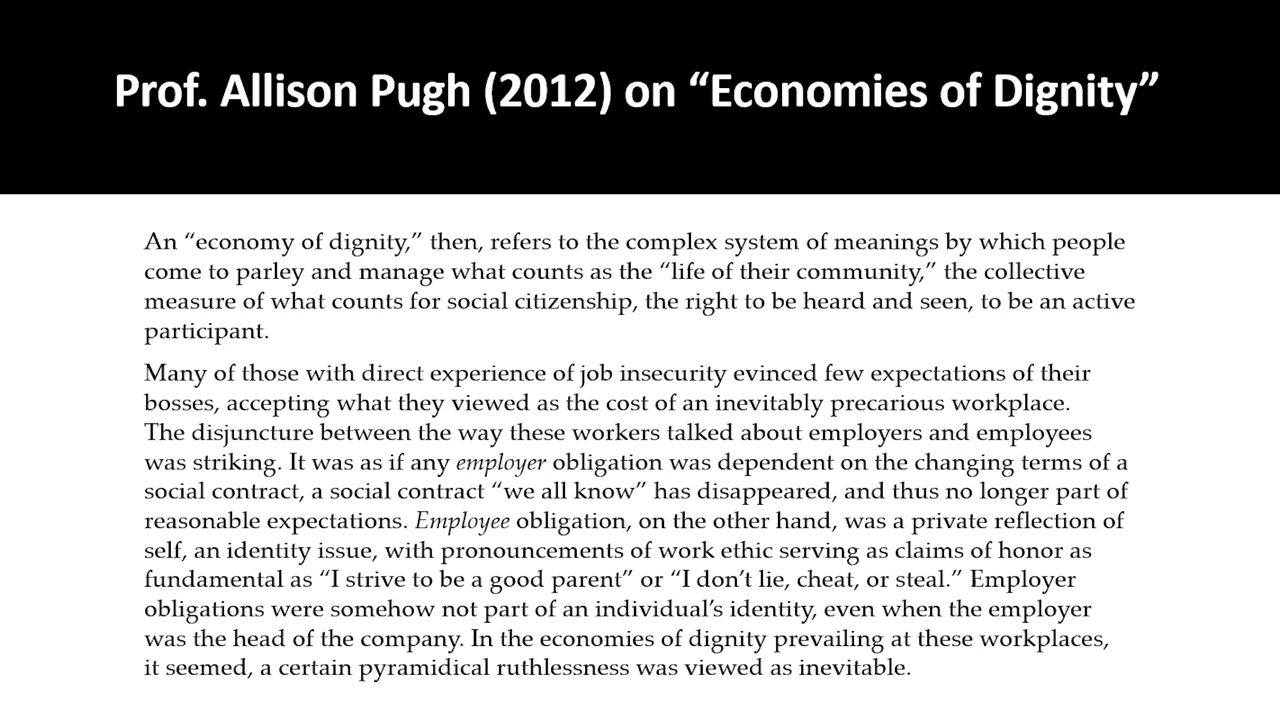 Prof. Allison Pugh (2012) on “Economies of Dignity”
An “economy of dignity,” then, refers to the complex system of meanings by which people
come to parley and manage what counts as the “life of their community,” the collective
measure of what counts for social citizenship, the right to be heard and seen, to be an active
participant.
Many of those with direct experience of job insecurity evinced few expectations of their
bosses, accepting what they viewed as the cost of an inevitably precarious workplace.
The disjuncture between the way these workers talked about employers and employees
was striking. It was as if any employer obligation was dependent on the changing terms of a
social contract, a social contract “we all know” has disappeared, and thus no longer part of
reasonable expectations. Employee obligation, on the other hand, was a private reflection of
self, an identity issue, with pronouncements of work ethic serving as claims of honor as
fundamental as “I strive to be a good parent” or “I don’t lie, cheat, or steal.” Employer
obligations were somehow not part of an individual’s identity, even when the employer
was the head of the company. In the economies of dignity prevailing at these workplaces,
it seemed, a certain pyramidical ruthlessness was viewed as inevitable.